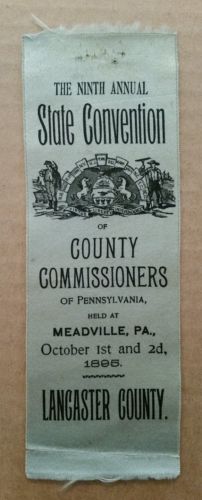 THE NINTH ANNUAL
State Convention
OF
COUNTY
COMMISSIONERS
OF PENNSYLVANIA,
HELD AT
MEADVILLE, PA.,
October 1st and 2d,
1895.
LANCASTER COUNTY.